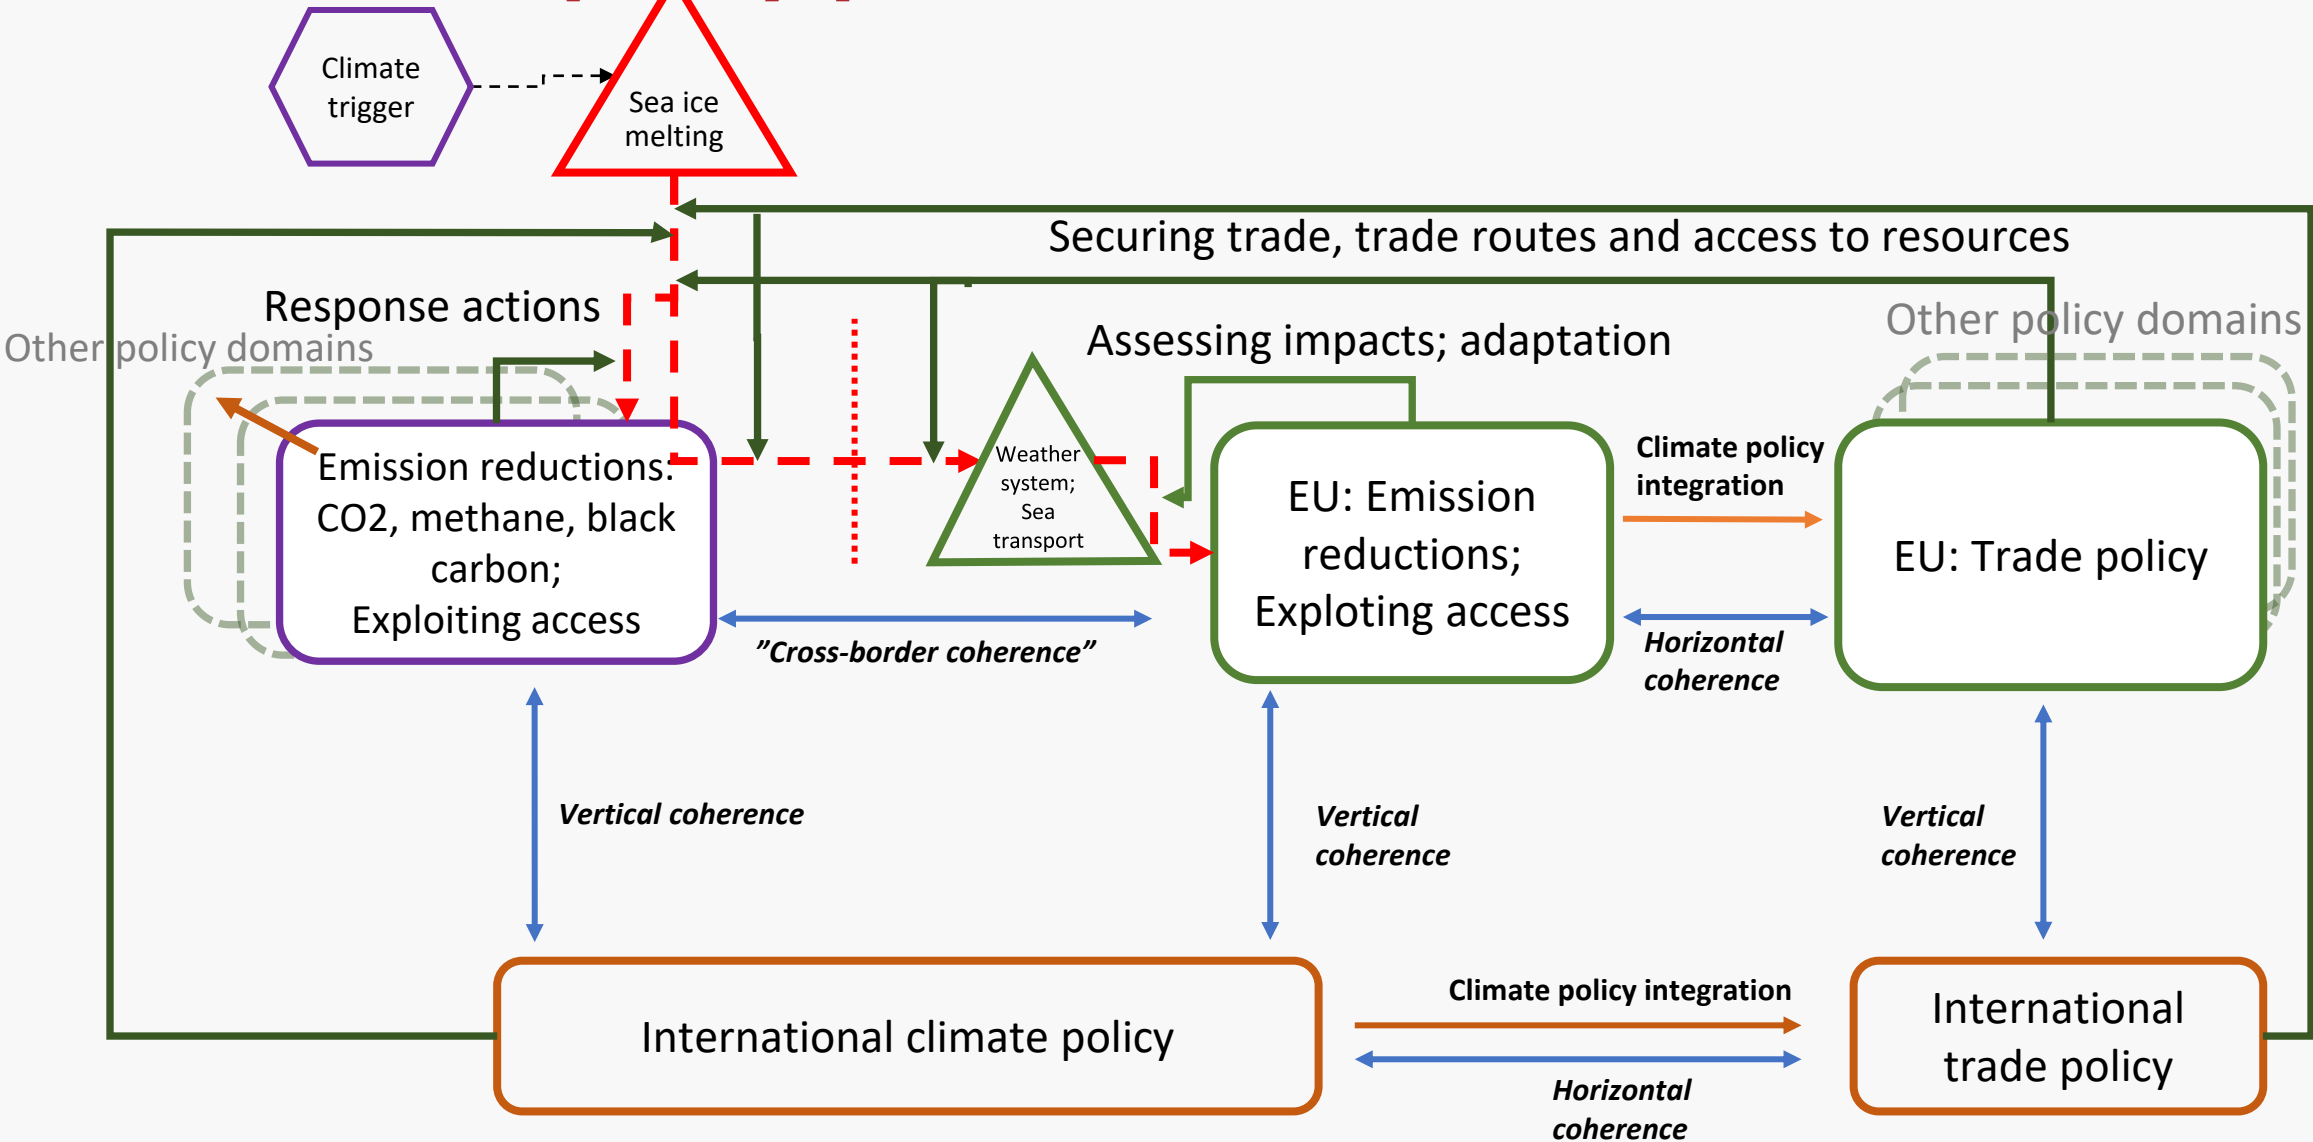 Climate
trigger
Sea ice
melting
Securing trade, trade routes and access to resources
Response actions
Other policy domains
Assessing impacts; adaptation
Other policy domains
Emission reductions:
CO2, methane, black
carbon;
Exploiting access
Weather
system;
Sea
transport
EU: Emission
reductions;
Exploting access
Climate policy
integration
EU: Trade policy
”Cross-border coherence”
Horizontal
coherence
Vertical coherence
Vertical
coherence
Vertical
coherence
International climate policy
Climate policy integration
Horizontal
coherence
International
trade policy